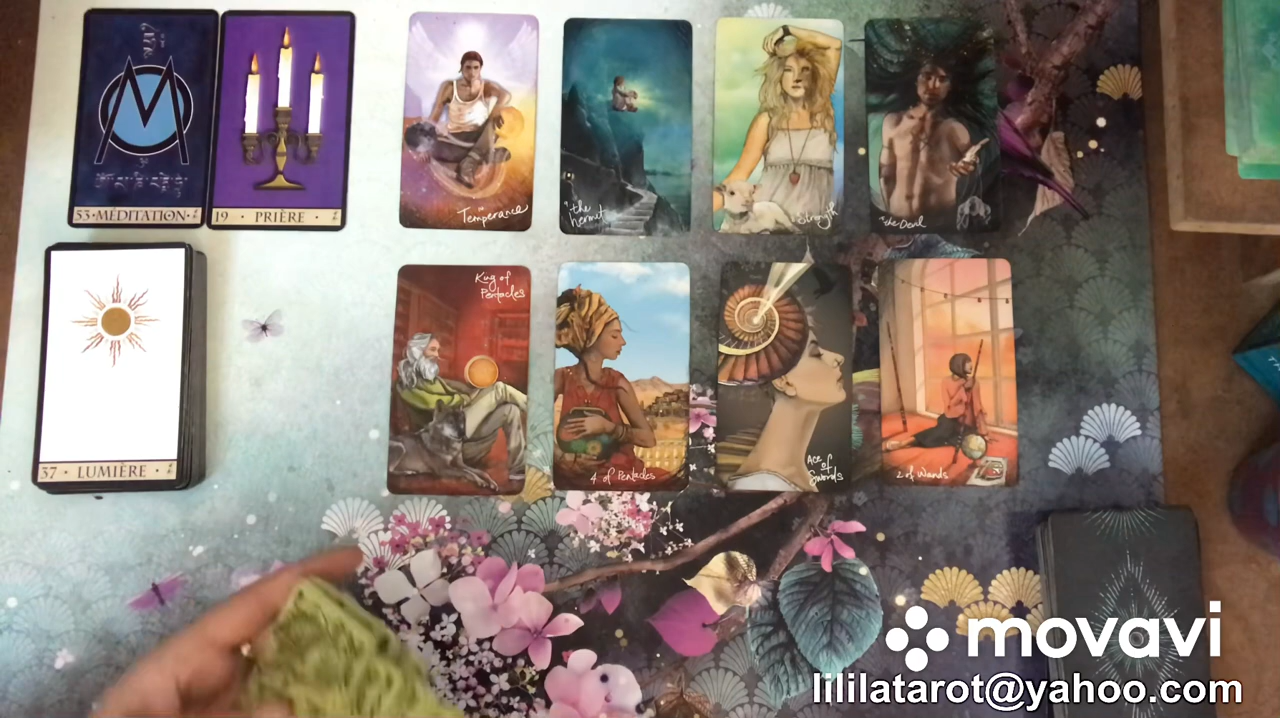 53 • MÉDITATION •
19 • PRIÈRE •
Temperance
the
hermit
Strength
the Devil
37 • LUMIÈRE •
King of
Pentacles
4 of Pentacles
Ace
of
Swords
2 of Wands
movavi
lililatarot@yahoo.com